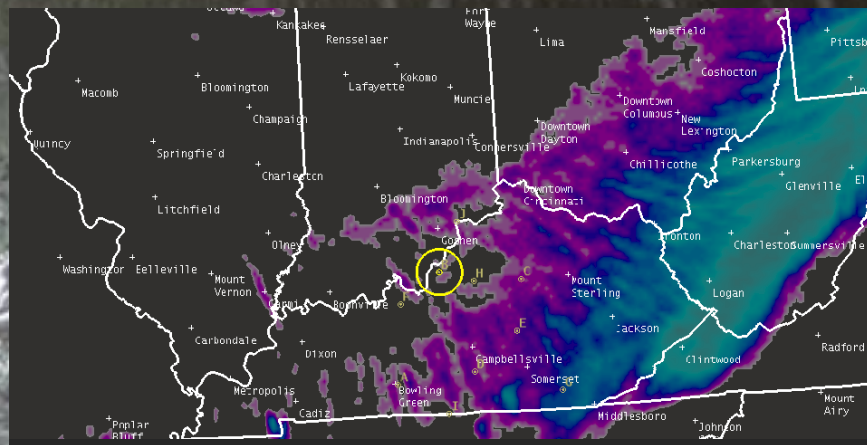 Ottawa
Kankakee
Rensselaer
Fort
Wayne
Lima
Mansfield
Pittsb
Macomb
Bloomington
Lafayette
Kokomo
Muncie
Coshocton
Champaign
Downtown
Columbus
New
Lexington
Quincy
Springfield
Indianapolis
Connersville
Downtown
Dayton
Chillicothe
Parkersburg
Charleston
Glenville
El
Litchfield
Bloomington
Downtown
Cincinnati
J
Olney
Goshen
Ironton
Charleston
Summersville
Washington
Belleville
Mount
Vernon
B
H
C
Mount
Sterling
Logan
Carmi
Boonville
F
Carbondale
Dixon
E
Jackson
Radford
Campbellsville
Clintwood
Metropolis
A
Bowling
Green
D
Somerset
G
Cadiz
I
Middlesboro
Mount
Airy
Poplar
Bluff
Johnson